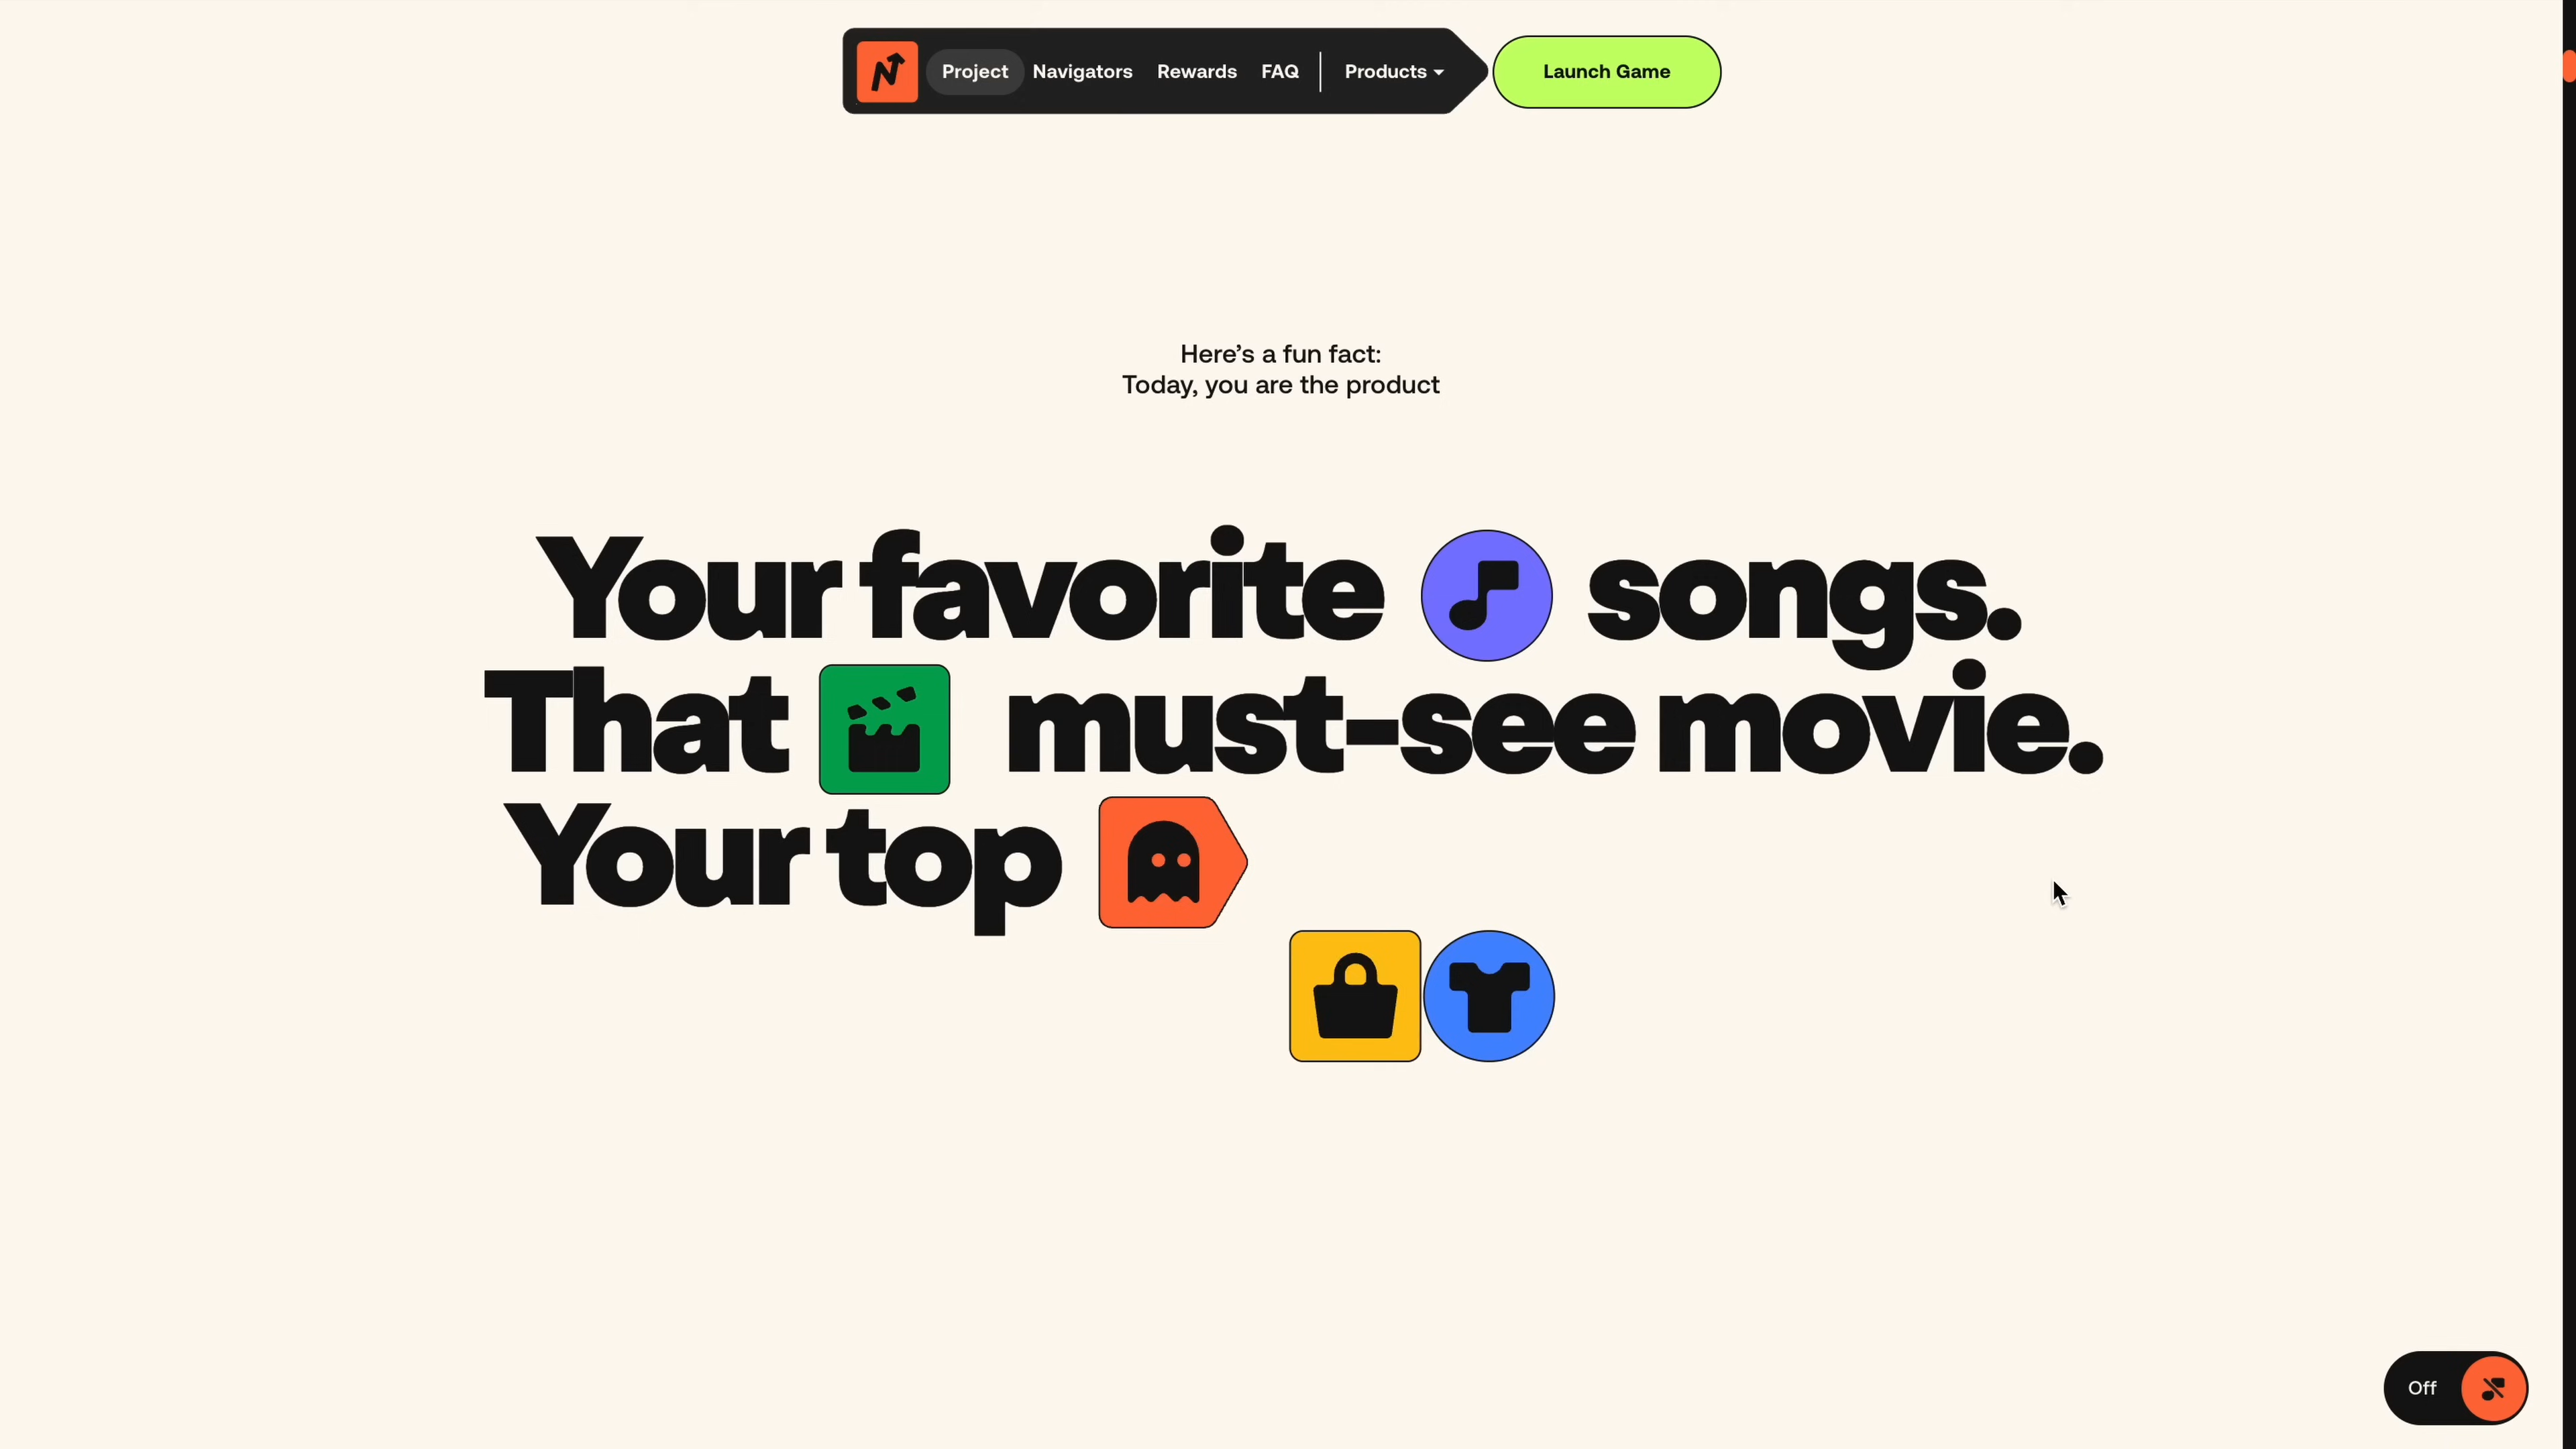 Project Navigators Rewards FAQ Products Launch Game
Here’s a fun fact:
Today, you are the product
Your favorite songs.
That must-see movie.
Your top
Off